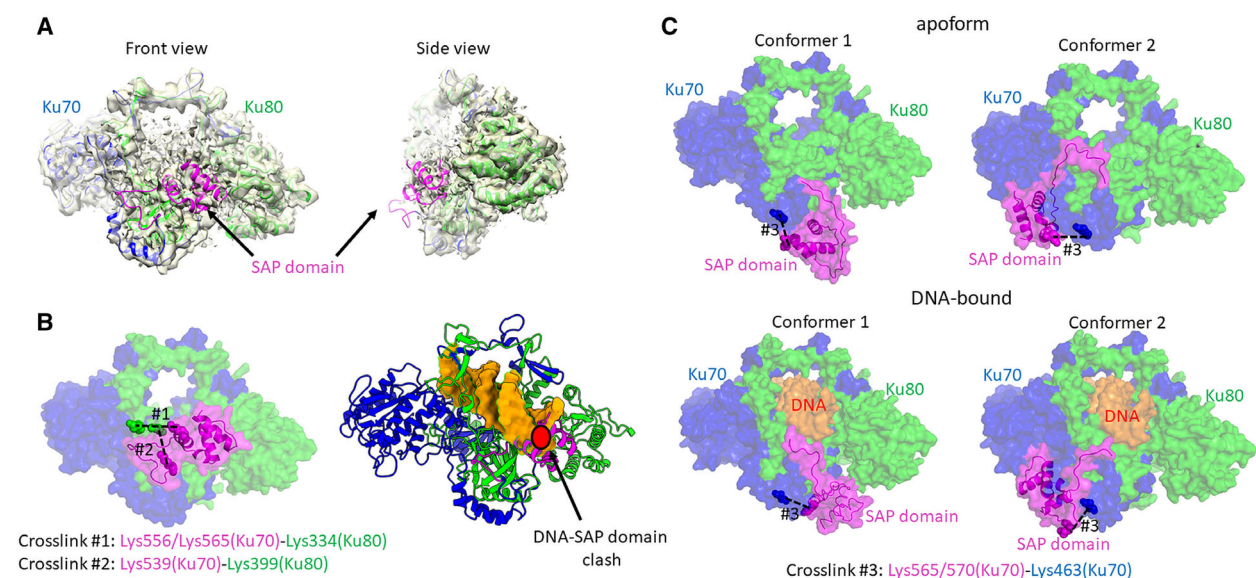 A
Front view
Side view
Ku70
Ku80
SAP domain
B
#1
#2
DNA-SAP domain
clash
Crosslink #1: Lys556/Lys565(Ku70)-Lys334(Ku80)
Crosslink #2: Lys539(Ku70)-Lys399(Ku80)
C
apoform
Conformer 1
Conformer 2
Ku70
Ku80
Ku70
Ku80
#3
SAP domain
#3
SAP domain
DNA-bound
Conformer 1
Conformer 2
Ku70
Ku80
Ku70
Ku80
DNA
DNA
#3
SAP domain
#3
SAP domain
Crosslink #3: Lys565/570(Ku70)-Lys463(Ku70)